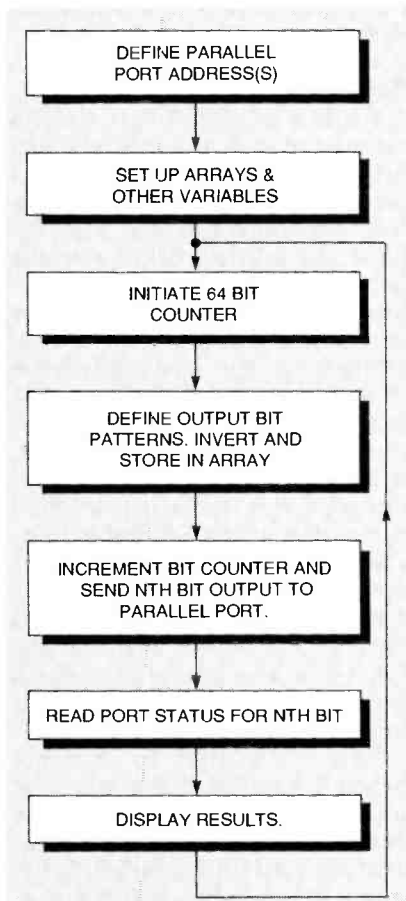 DEFINE PARALLEL
PORT ADDRESS(S)
SET UP ARRAYS &
OTHER VARIABLES
INITIATE 64 BIT
COUNTER
DEFINE OUTPUT BIT
PATTERNS. INVERT AND
STORE IN ARRAY
INCREMENT BIT COUNTER AND
SEND NTH BIT OUTPUT TO
PARALLEL PORT.
READ PORT STATUS FOR NTH BIT
DISPLAY RESULTS.